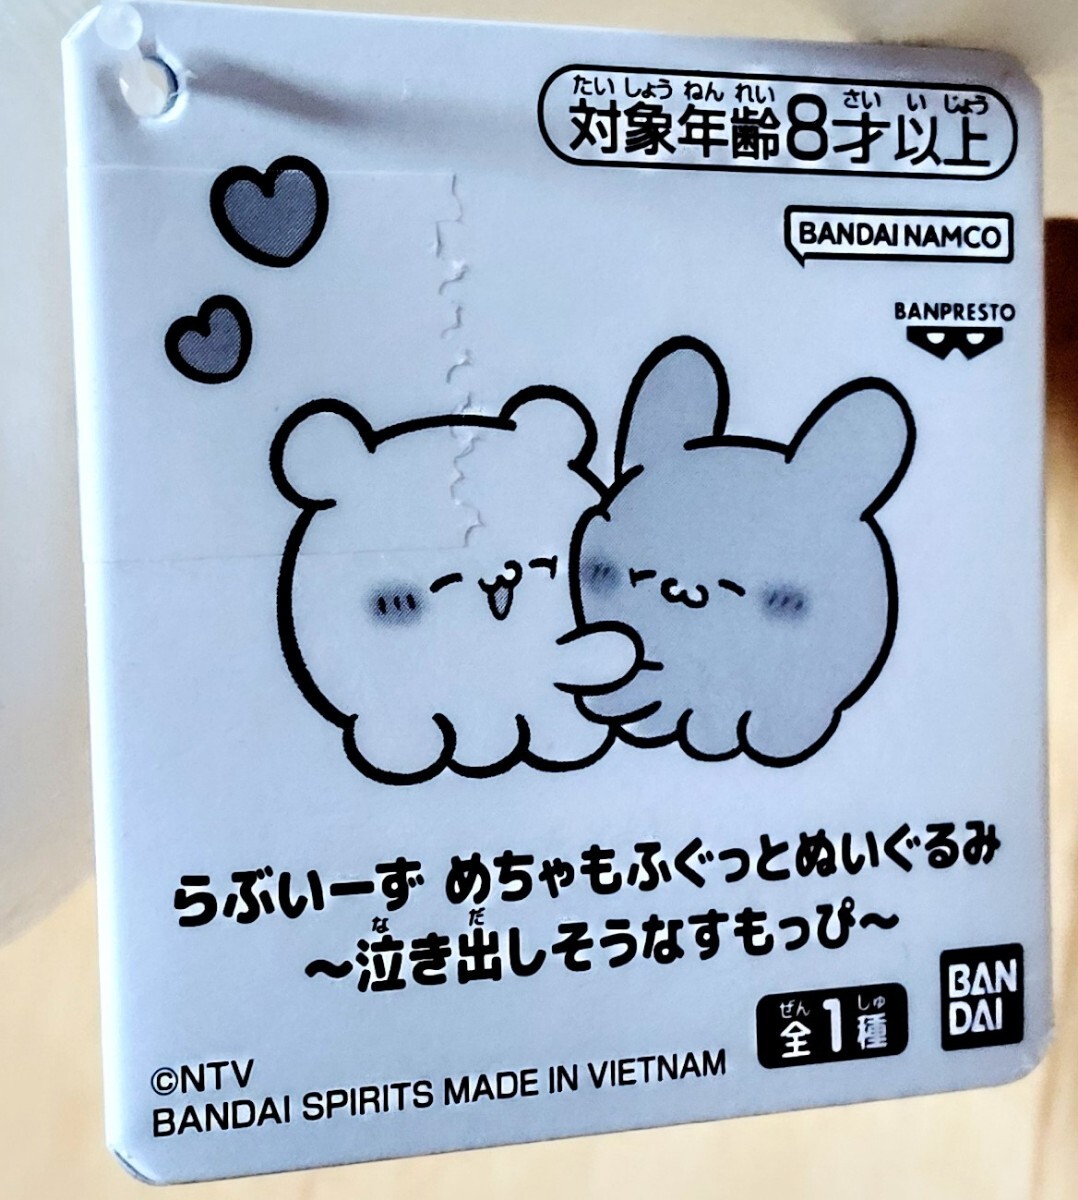 たいしょうねんれい さいいじょう
対象年齢8才以上
BANDAI NAMCO
BANPRESTO
らぶいーず めちゃもふぐっとぬいぐるみ
な だ
～泣き出しそうなすもっぴ～
ぜん しゅ
全1種
BAN
DAI
©NTV
BANDAI SPIRITS MADE IN VIETNAM